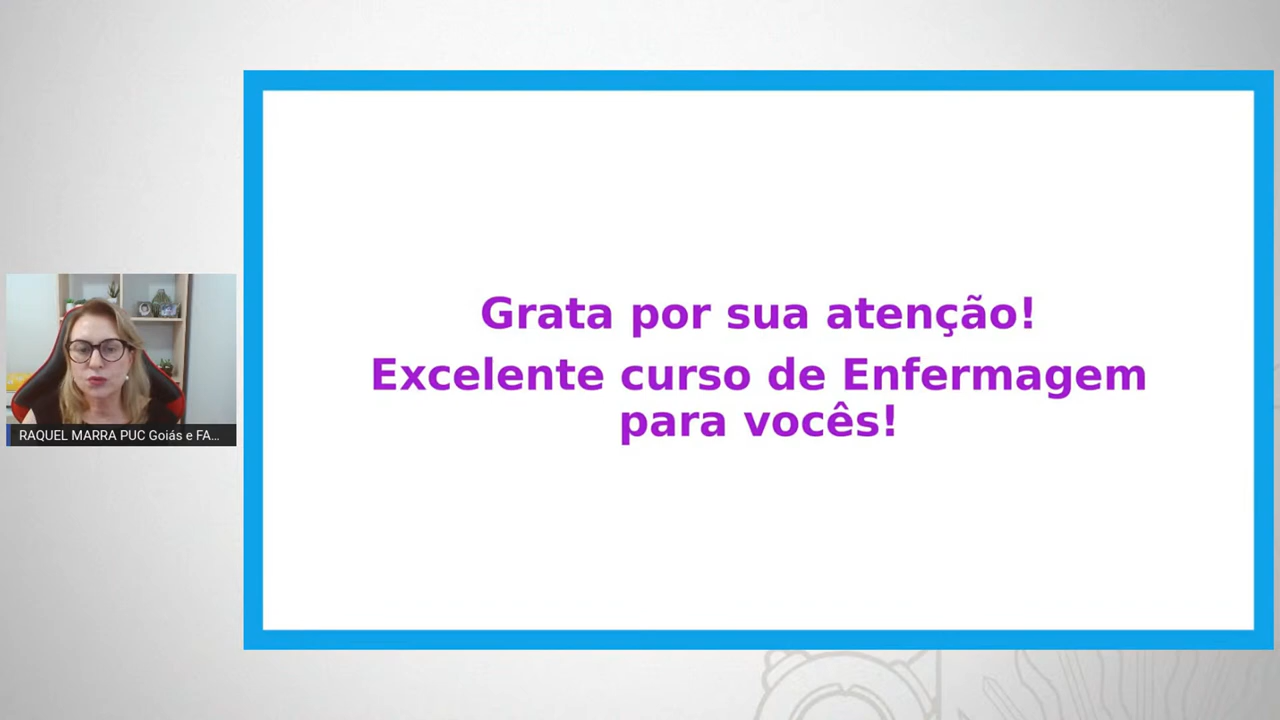 Grata por sua atenção!
Excelente curso de Enfermagem
para vocês!
RAQUEL MARRA PUC Goiás e FA...